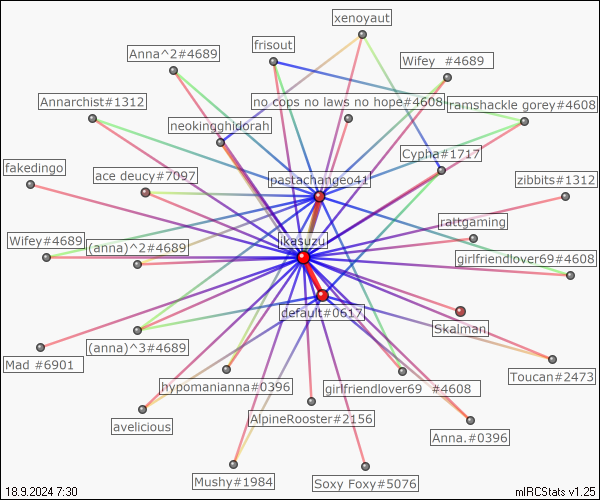 xenoyaut
frisout
Anna^2#4689
Wifey  #4689
Annarchist#1312
no cops no laws no hope#4608
ramshackle gorey#4608
neokingghidorah
Cypha#1717
fakedingo
ace deucy#7097
pastachangeo41
zibbits#1312
rattgaming
Wifey#4689
(anna)^2#4689
ikasuzu
girlfriendlover69#4608
default#0617
Skalman
(anna)^3#4689
Mad #6901
hypomanianna#0396
girlfriendlover69  #4608
Toucan#2473
avelicious
AlpineRooster#2156
Anna.#0396
Mushy#1984
Soxy Foxy#5076
18.9.2024 7:30
mIRCStats v1.25